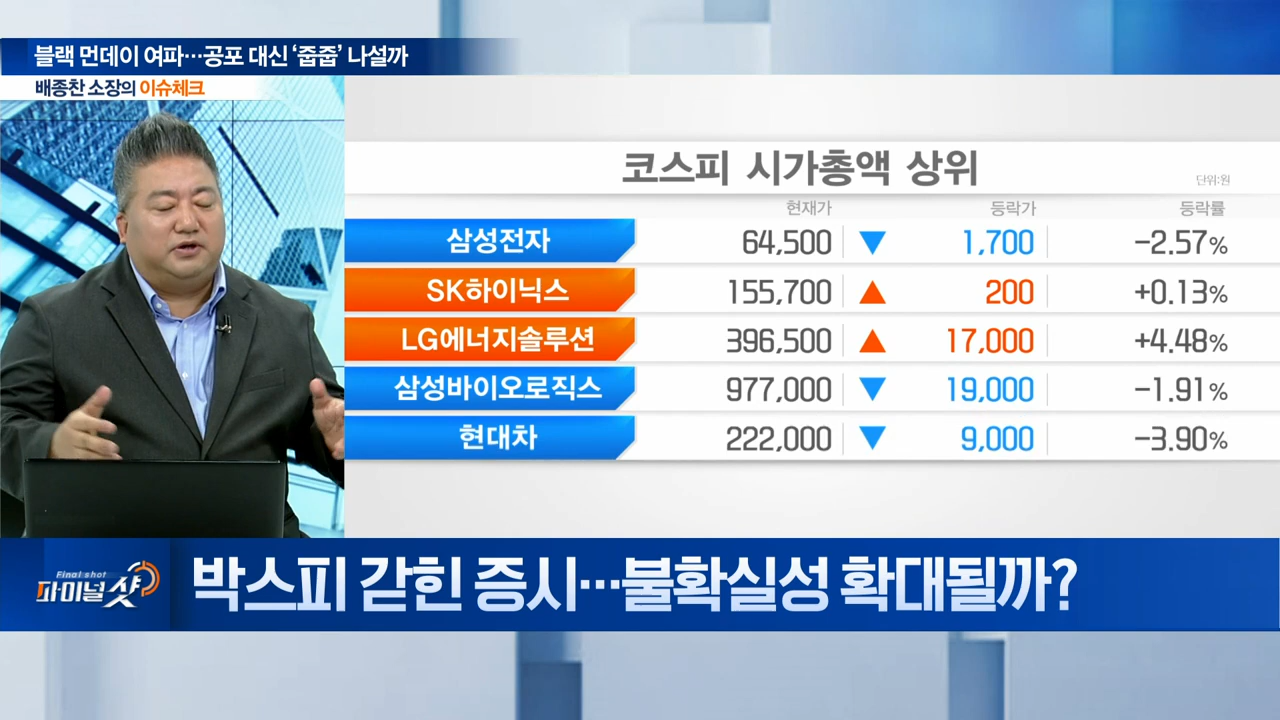 블랙 먼데이 여파…공포 대신 ‘줍줍’ 나설까
배종찬 소장의 이슈체크
코스피 시가총액 상위
단위:원
현재가 등락가 등락률
삼성전자 64,500 ▼ 1,700 -2.57%
SK하이닉스 155,700 ▲ 200 +0.13%
LG에너지솔루션 396,500 ▲ 17,000 +4.48%
삼성바이오로직스 977,000 ▼ 19,000 -1.91%
현대차 222,000 ▼ 9,000 -3.90%
Final shot
파이널 샷
박스피 갇힌 증시…불확실성 확대될까?